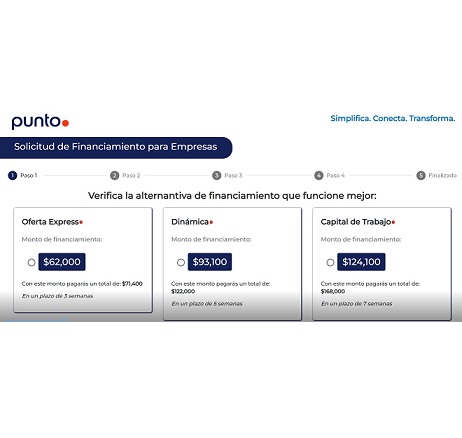 punto.
Simplifica. Conecta. Transforma.
Solicitud de Financiamiento para Empresas
1 Paso 1
2 Paso 2
3 Paso 3
4 Paso 4
5 Finalizado
Verifica la alternantiva de financiamiento que funcione mejor:
Oferta Express
Monto de financiamiento:
$62,000
Con este monto pagarás un total de: $71,400
En un plazo de 3 semanas
Dinámica
Monto de financiamiento:
$93,100
Con este monto pagarás un total de:
$122,000
En un plazo de 5 semanas
Capital de Trabajo
Monto de financiamiento:
$124,100
Con este monto pagarás un total de:
$168,000
En un plazo de 7 semanas